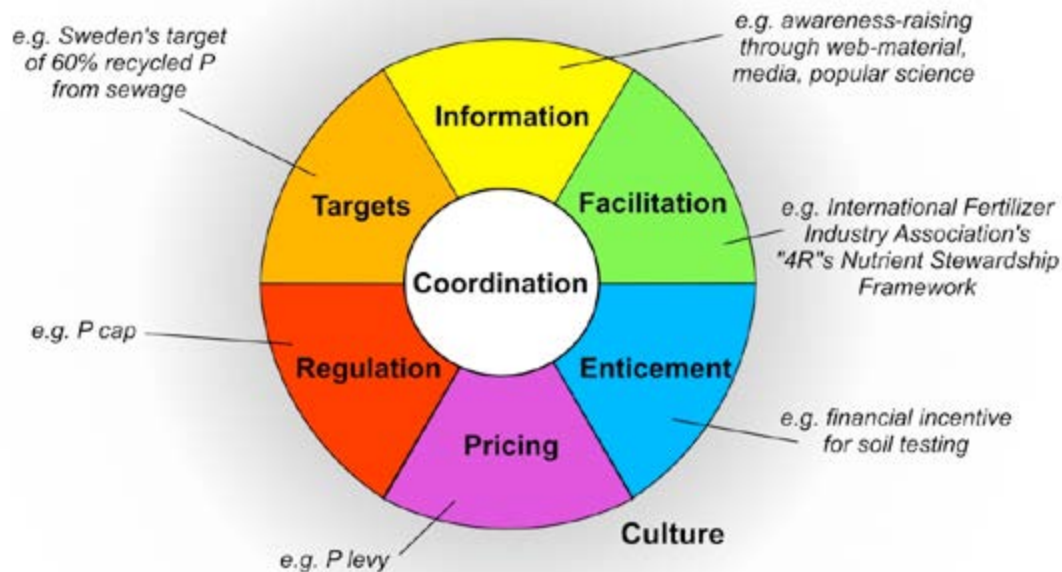 e.g. Sweden's target
of 60% recycled P
from sewage
e.g. awareness-raising
through web-material,
media, popular science
Information
Targets
Facilitation
e.g. International Fertilizer
Industry Association's
"4R"s Nutrient Stewardship
Framework
Coordination
e.g. P cap
Regulation
Enticement
e.g. financial incentive
for soil testing
Pricing
Culture
e.g. P levy